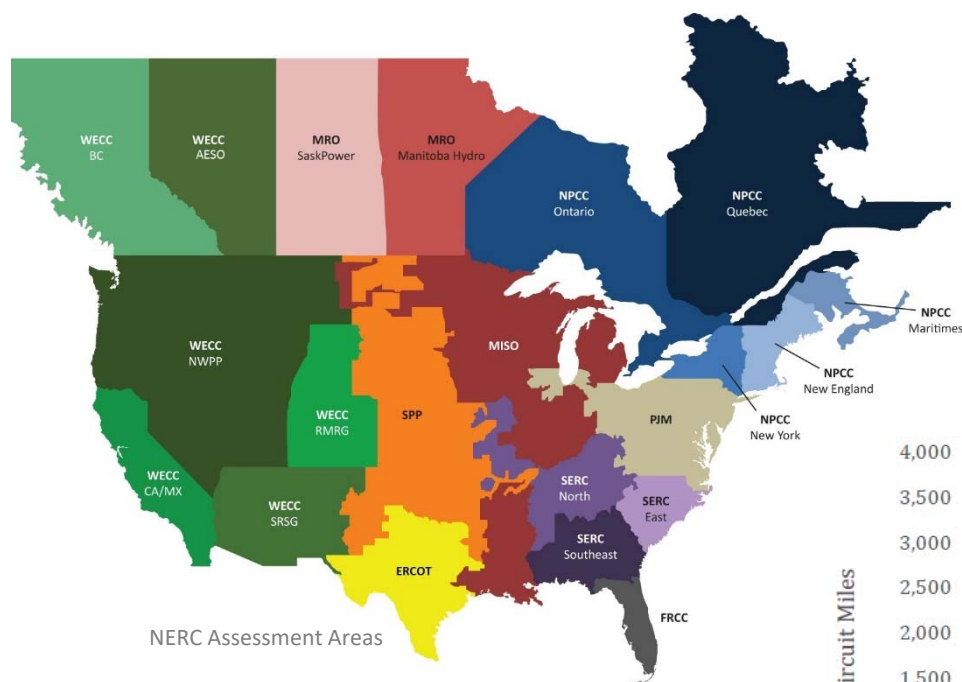 WECC
BC
WECC
AESO
MRO
SaskPower
MRO
Manitoba Hydro
NPCC
Ontario
NPCC
Quebec
NPCC
Maritimes
WECC
NWPP
MISO
NPCC
New England
WECC
RMRG
SPP
PJM
NPCC
New York
WECC
CA/MX
WECC
SRSG
SERC
North
SERC
East
SERC
Southeast
ERCOT
FRCC
NERC Assessment Areas
4,000
3,500
3,000
2,500
2,000
1,500
ircuit Miles